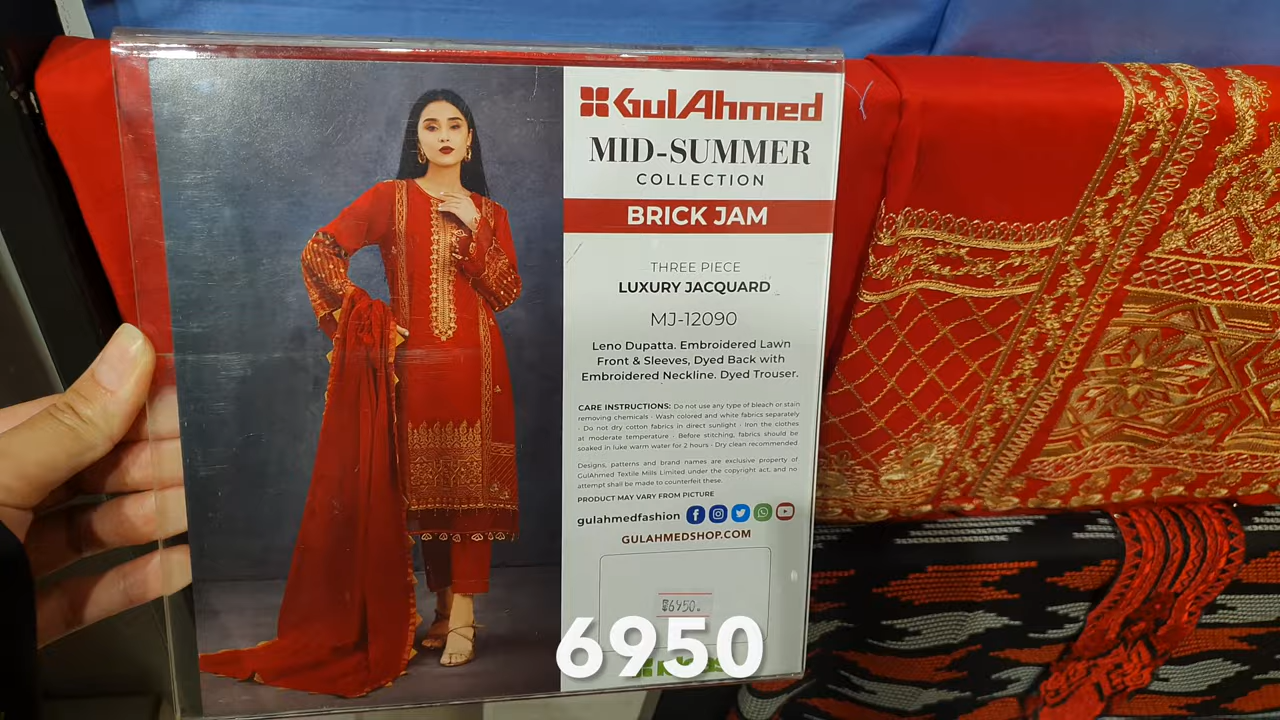 GulAhmed
MID-SUMMER
COLLECTION
BRICK JAM
THREE PIECE
LUXURY JACQUARD
MJ-12090
Leno Dupatta. Embroidered Lawn
Front & Sleeves, Dyed Back with
Embroidered Neckline. Dyed Trouser.
CARE INSTRUCTIONS: Do not use any type of bleach or stain
removing chemicals - Wash colored and white fabrics separately
- Do not dry cotton fabrics in direct sunlight - Iron the clothes
at moderate temperature - Before stitching, fabrics should be
soaked in luke warm water for 2 hours - Dry clean recommended
Designs, patterns and brand names are exclusive property of
GulAhmed Textile Mills Limited under the copyright act, and no
attempt shall be made to counterfeit these.
PRODUCT MAY VARY FROM PICTURE
gulahmedfashion
GULAHMEDSHOP.COM
6950